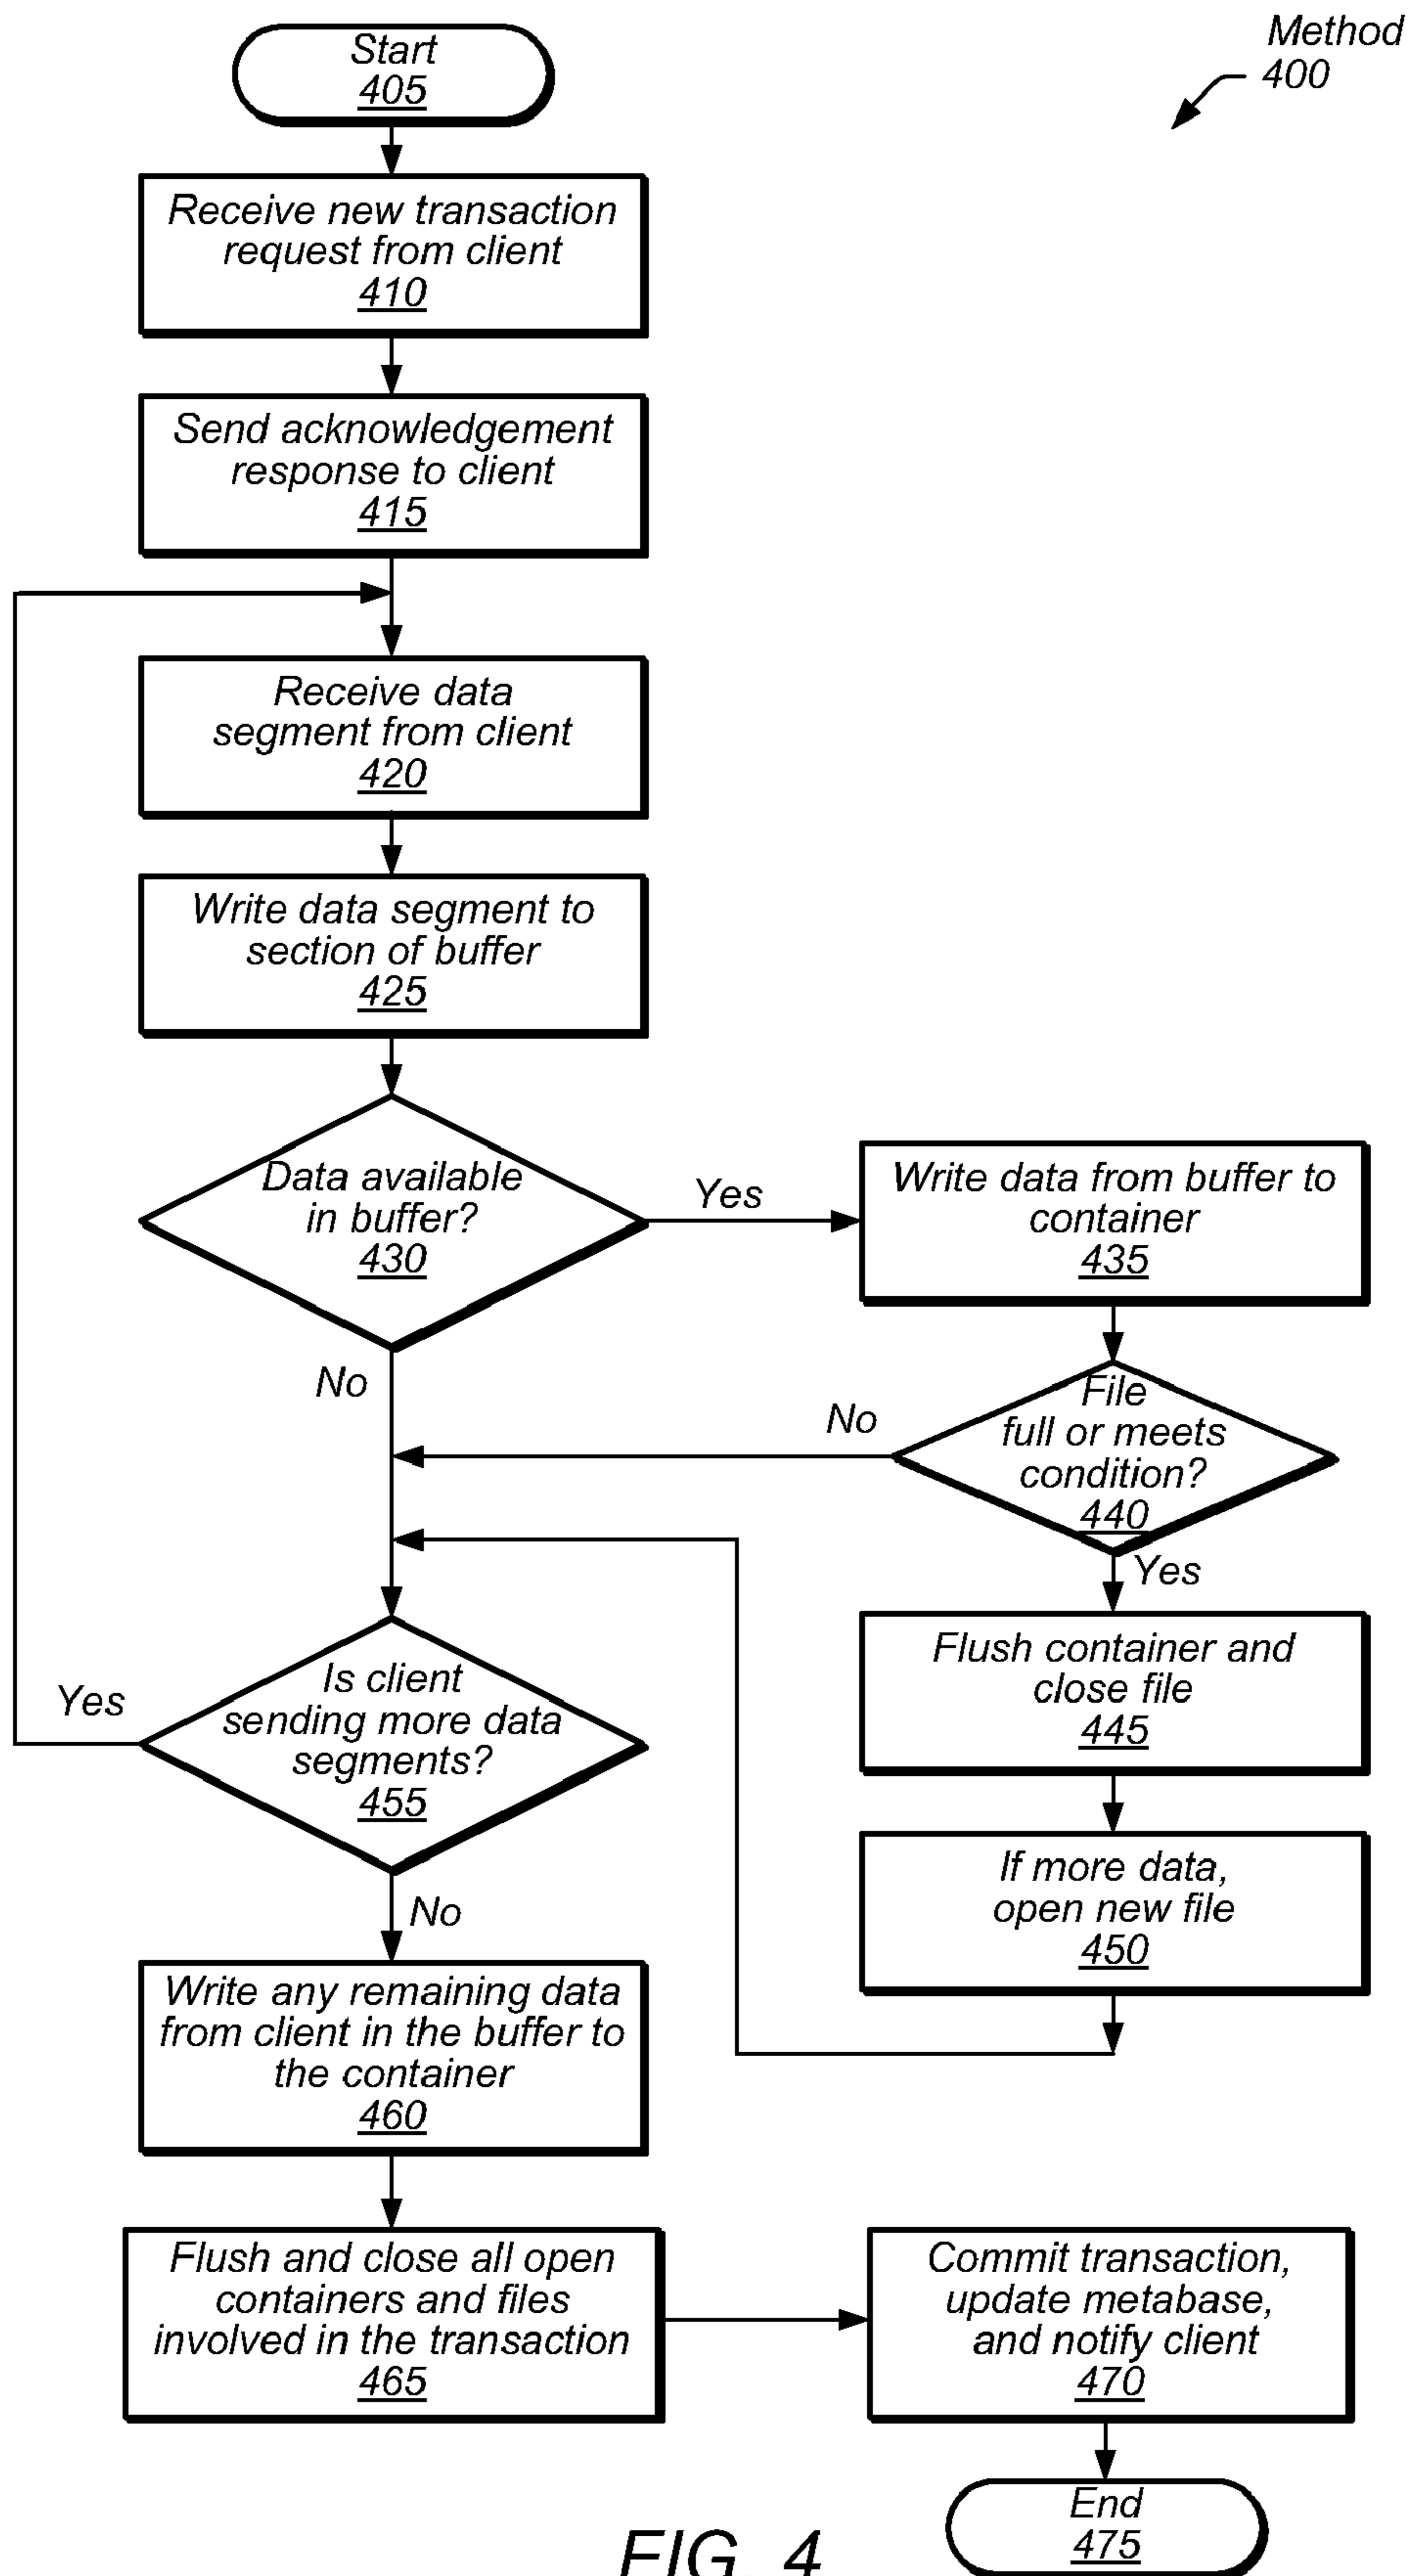 Method
400
Start
405
Receive new transaction
request from client
410
Send acknowledgement
response to client
415
Receive data
segment from client
420
Write data segment to
section of buffer
425
Data available
in buffer?
430
Yes
No
Write data from buffer to
container
435
File
full or meets
condition?
440
No
Yes
Flush container and
close file
445
If more data,
open new file
450
Is client
sending more data
segments?
455
Yes
No
Write any remaining data
from client in the buffer to
the container
460
Flush and close all open
containers and files
involved in the transaction
465
Commit transaction,
update metabase,
and notify client
470
End
475
FIG. 4